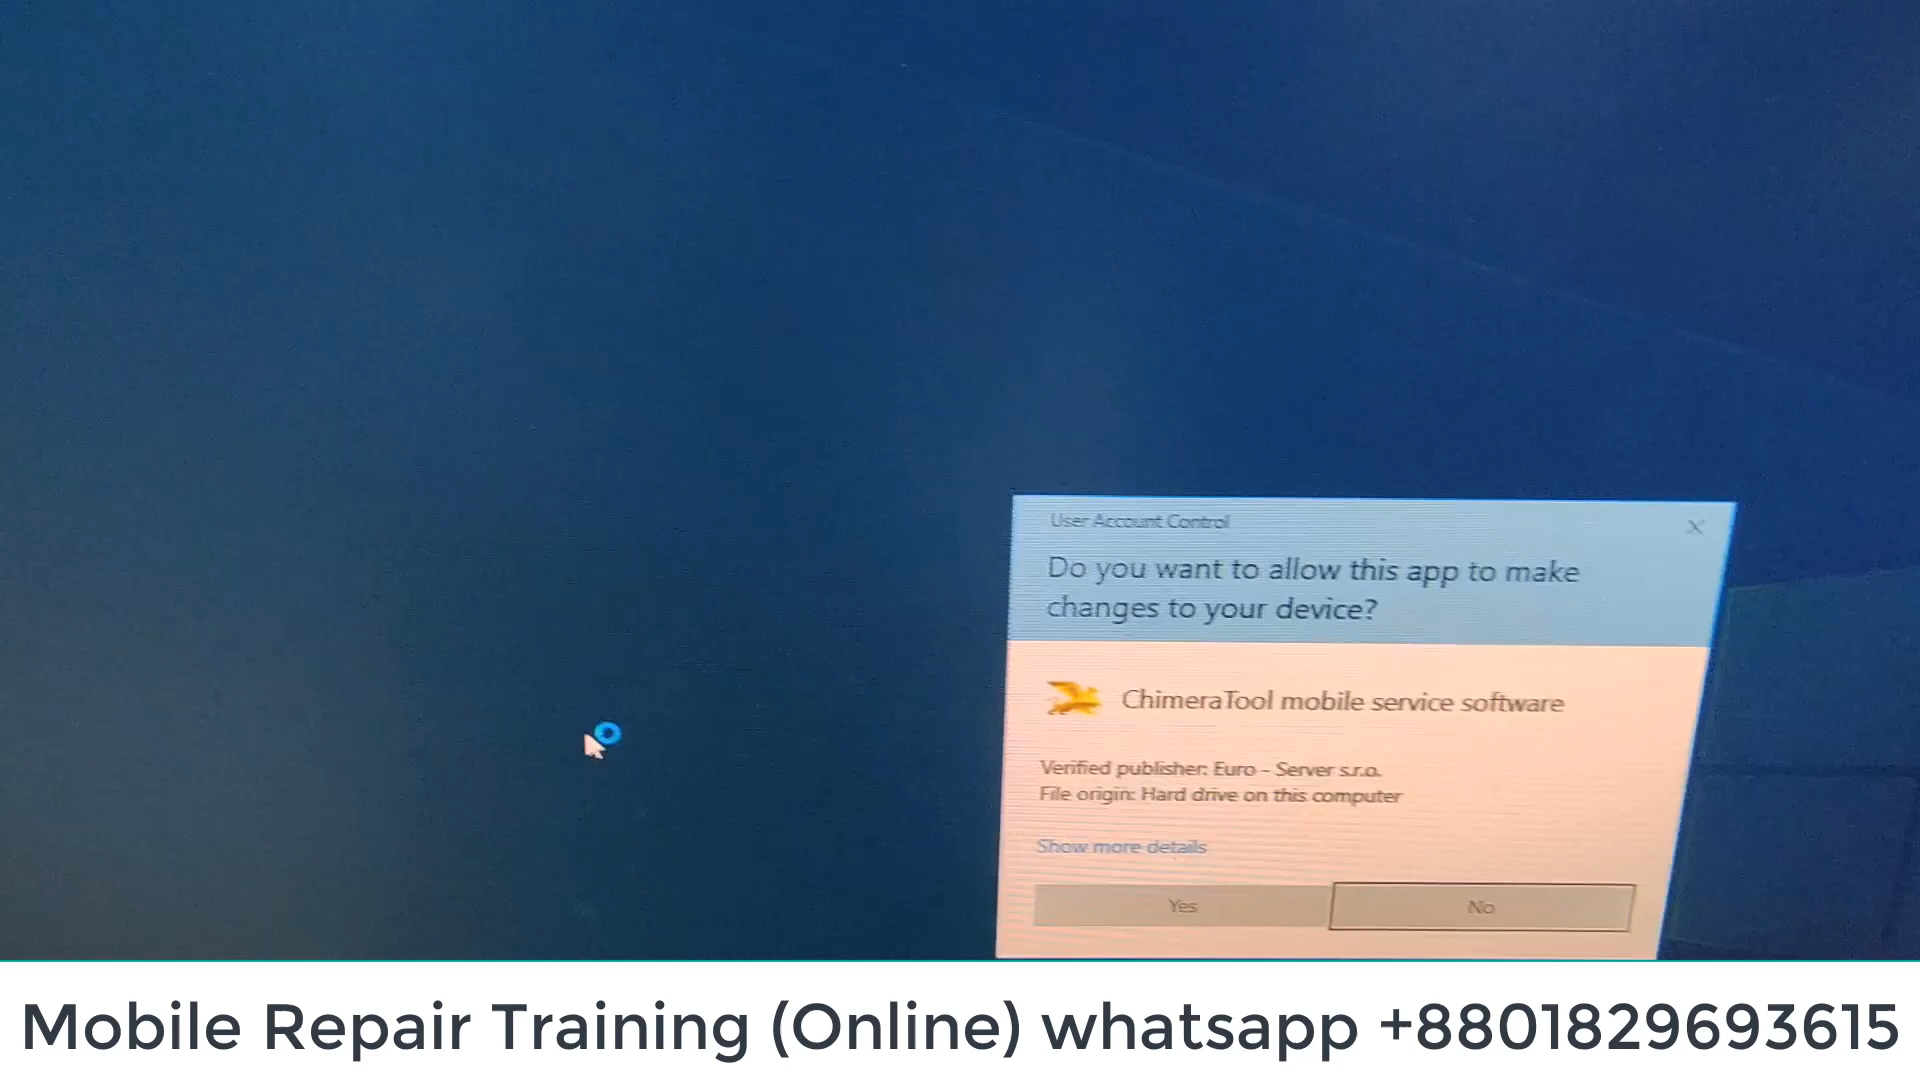 User Account Control
Do you want to allow this app to make
changes to your device?
ChimeraTool mobile service software
Verified publisher: Euro - Server s.r.o.
File origin: Hard drive on this computer
Show more details
Yes
No
Mobile Repair Training (Online) whatsapp +8801829693615